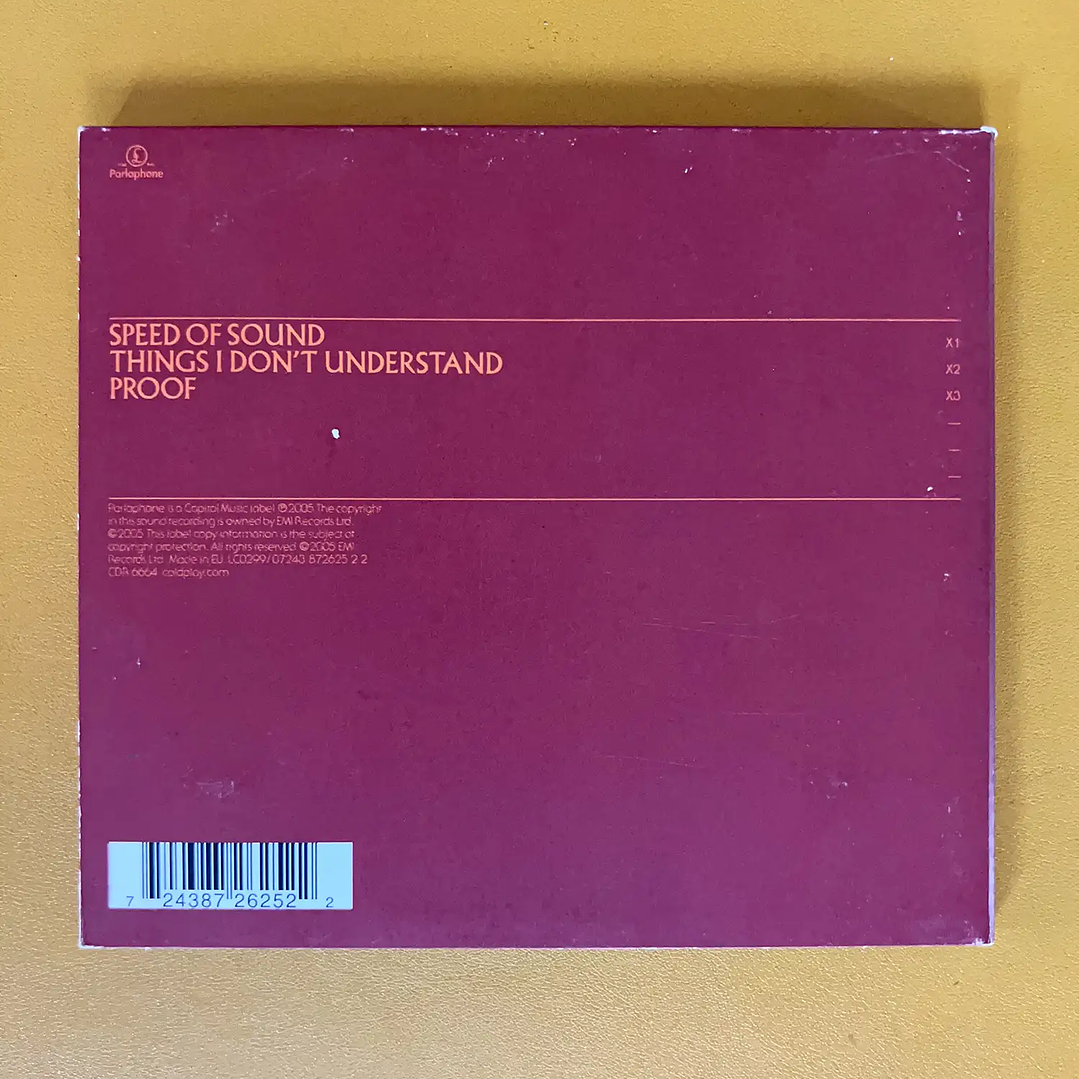 Parlophone
SPEED OF SOUND X1
THINGS I DON'T UNDERSTAND X2
PROOF X3
Parlophone is a Capitol Music label ℗ 2005 The copyright
in this sound recording is owned by EMI Records Ltd.
© 2005 This label copy information is the subject of
copyright protection. All rights reserved. © 2005 EMI
Records Ltd. Made in EU. LC0299/07243 872625 2 2
CDR 6664 coldplay.com
7 24387 26252 2